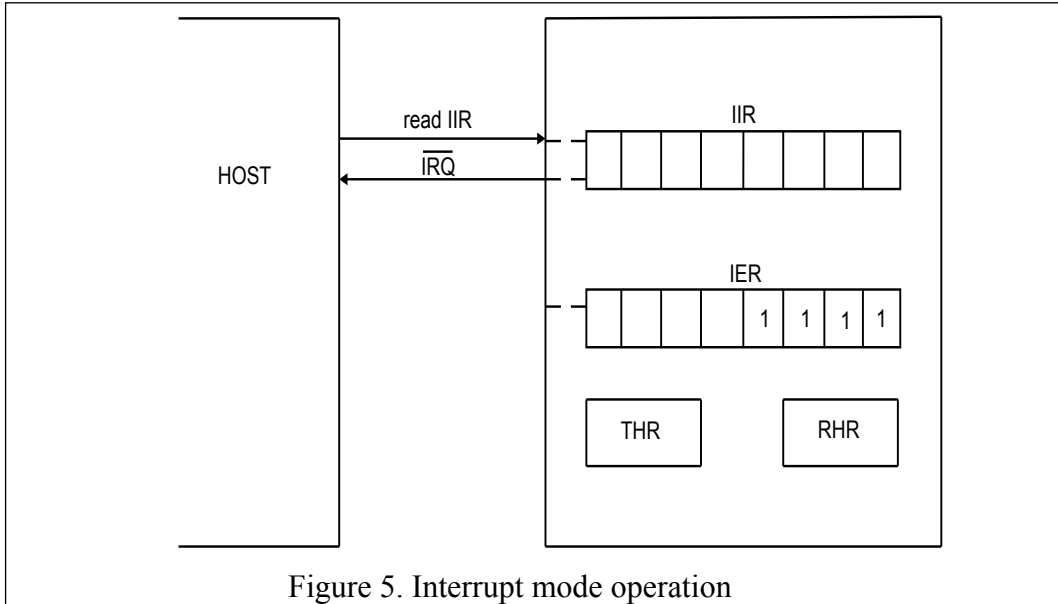 IIR
read IIR
IRQ
HOST
IER
1 1 1 1
THR RHR
Figure 5. Interrupt mode operation